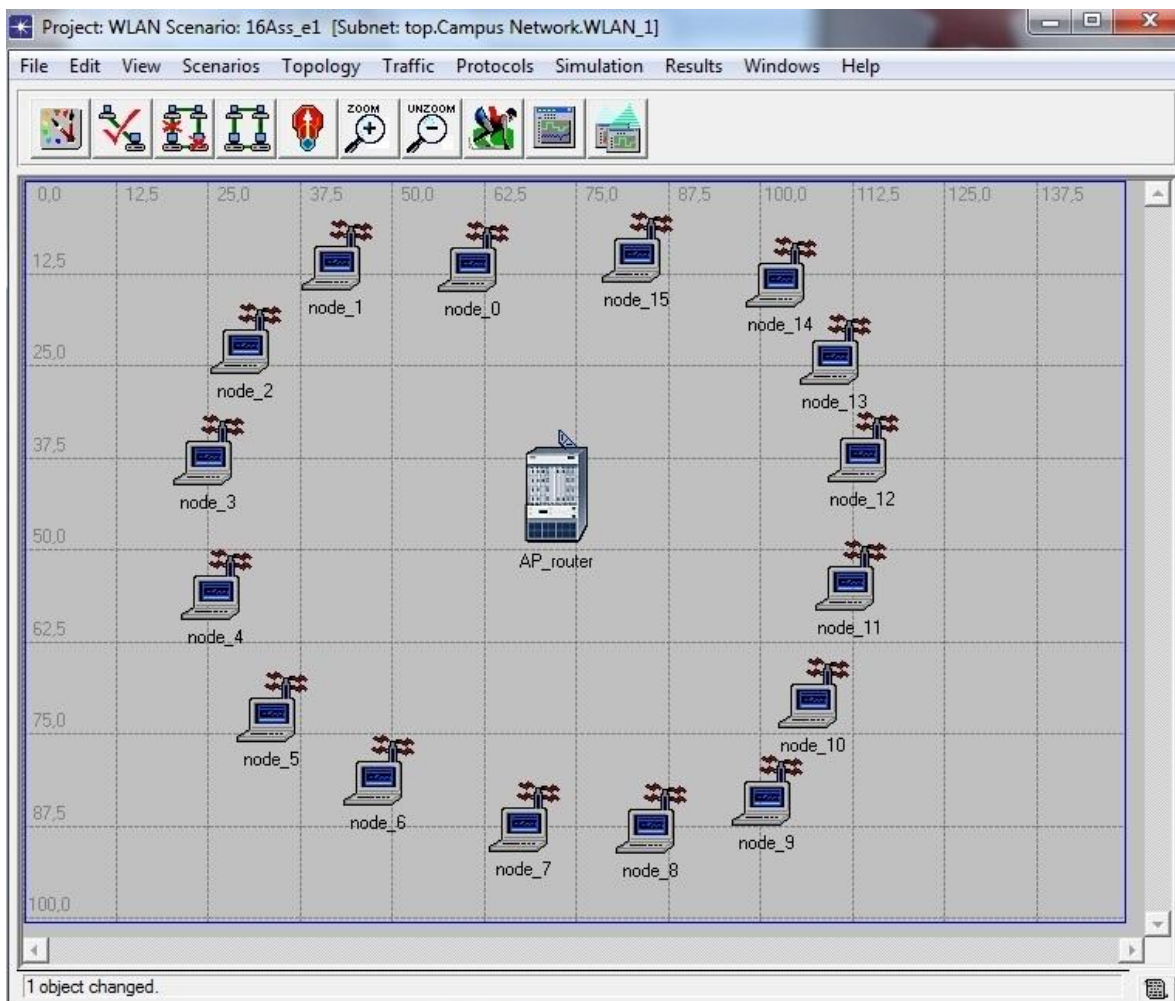 Project: WLAN Scenario: 16Ass_e1 [Subnet: top.Campus Network.WLAN_1]
File Edit View Scenarios Topology Traffic Protocols Simulation Results Windows Help
ZOOM UNZOOM
0,0 12,5 25,0 37,5 50,0 62,5 75,0 87,5 100,0 112,5 125,0 137,5
12,5
node_1 node_0 node_15 node_14
25,0
node_2 node_13
37,5
node_3 node_12
50,0
AP_router
62,5
node_4 node_11
75,0
node_5 node_10
87,5
node_6 node_9
node_7 node_8
100,0
1 object changed.